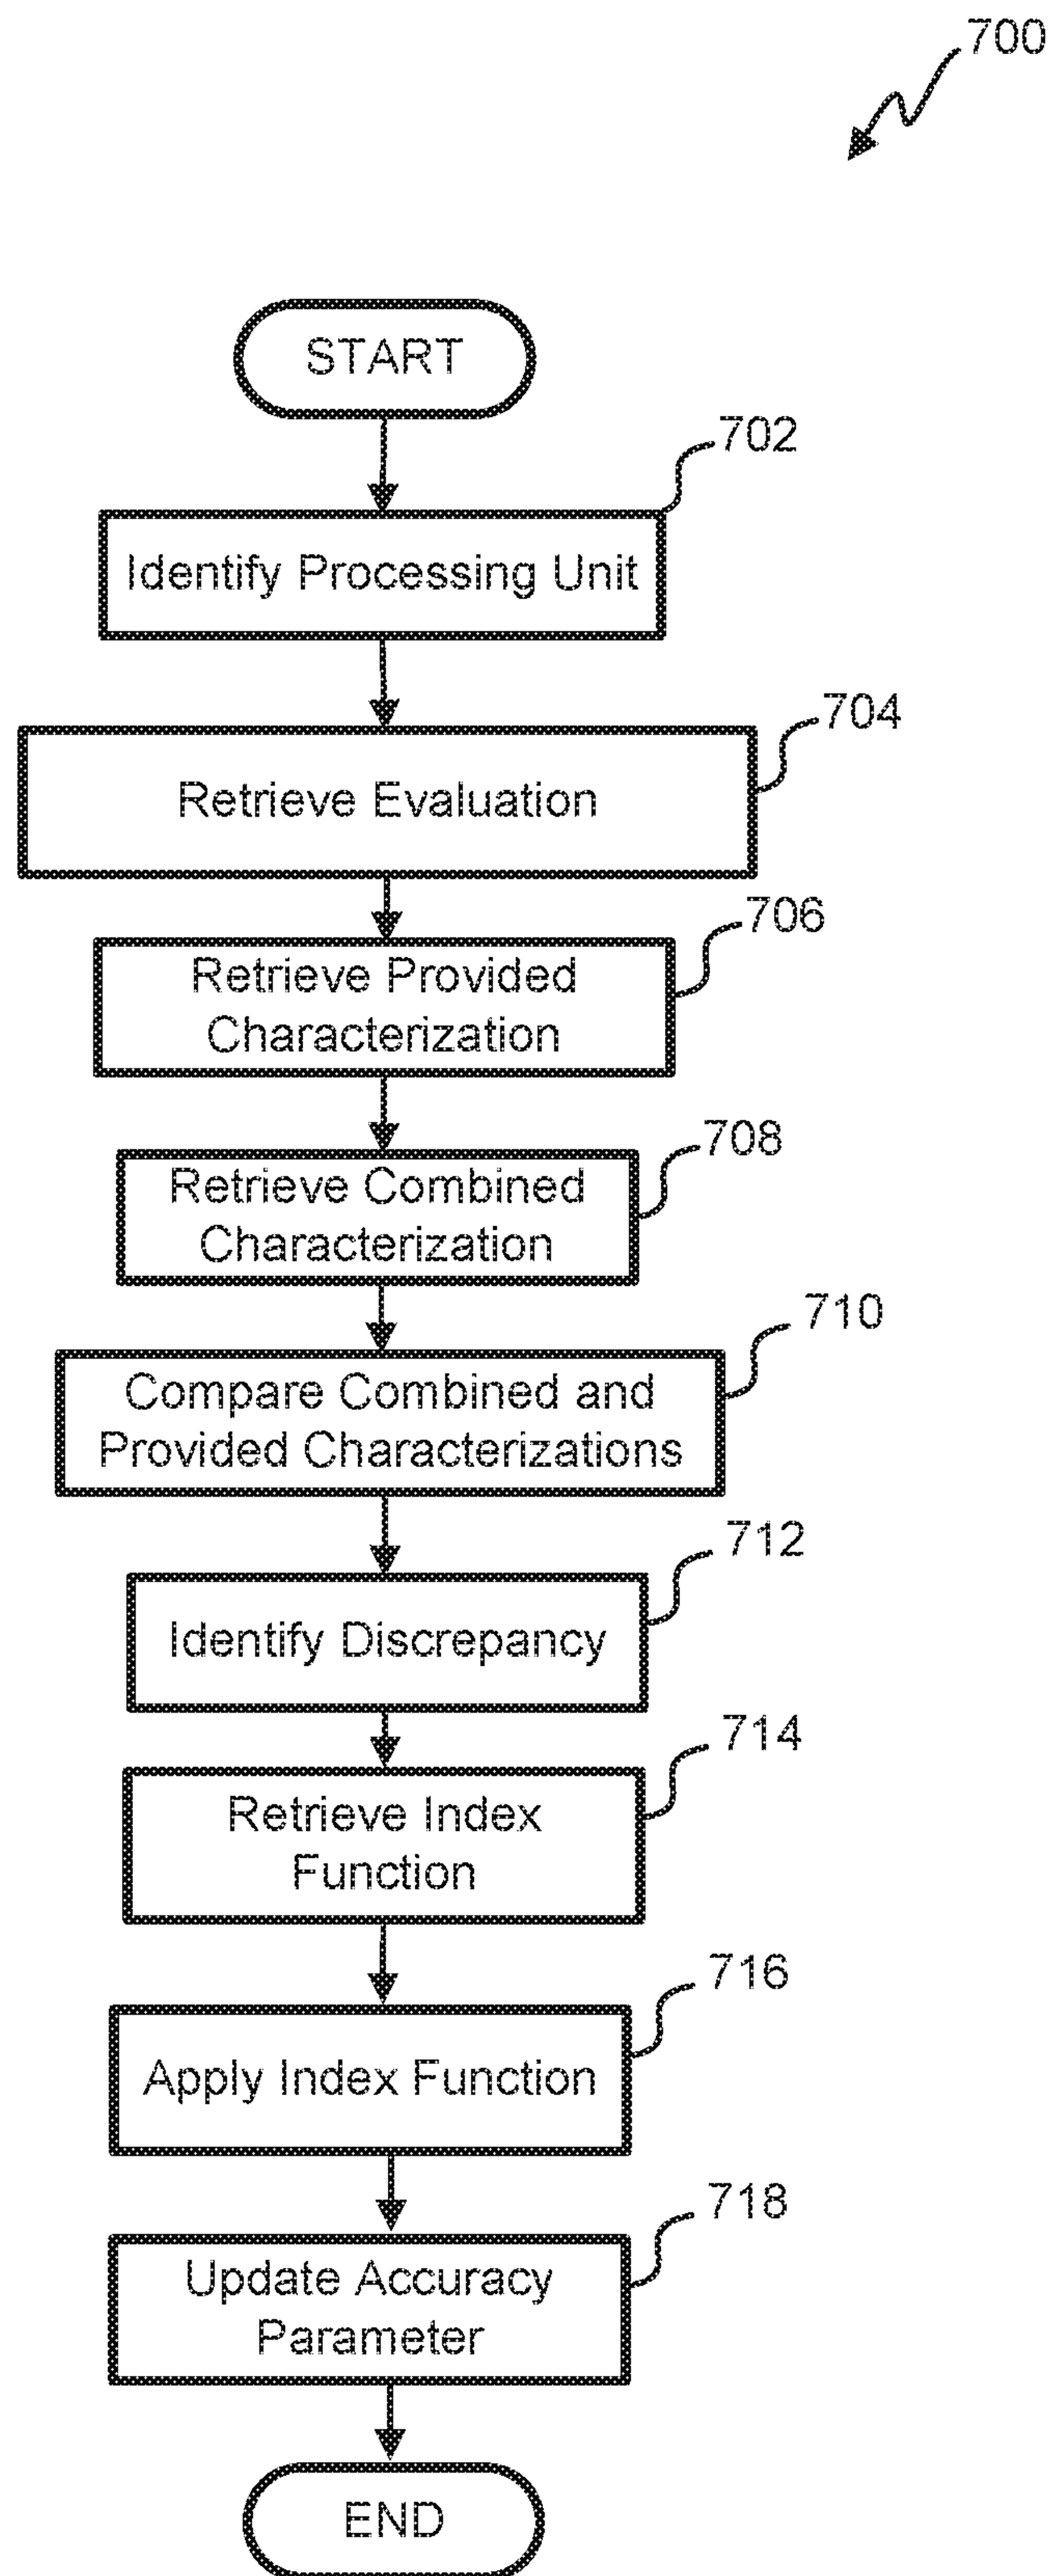 700
START
702
Identify Processing Unit
704
Retrieve Evaluation
706
Retrieve Provided
Characterization
708
Retrieve Combined
Characterization
710
Compare Combined and
Provided Characterizations
712
Identify Discrepancy
714
Retrieve Index
Function
716
Apply Index Function
718
Update Accuracy
Parameter
END